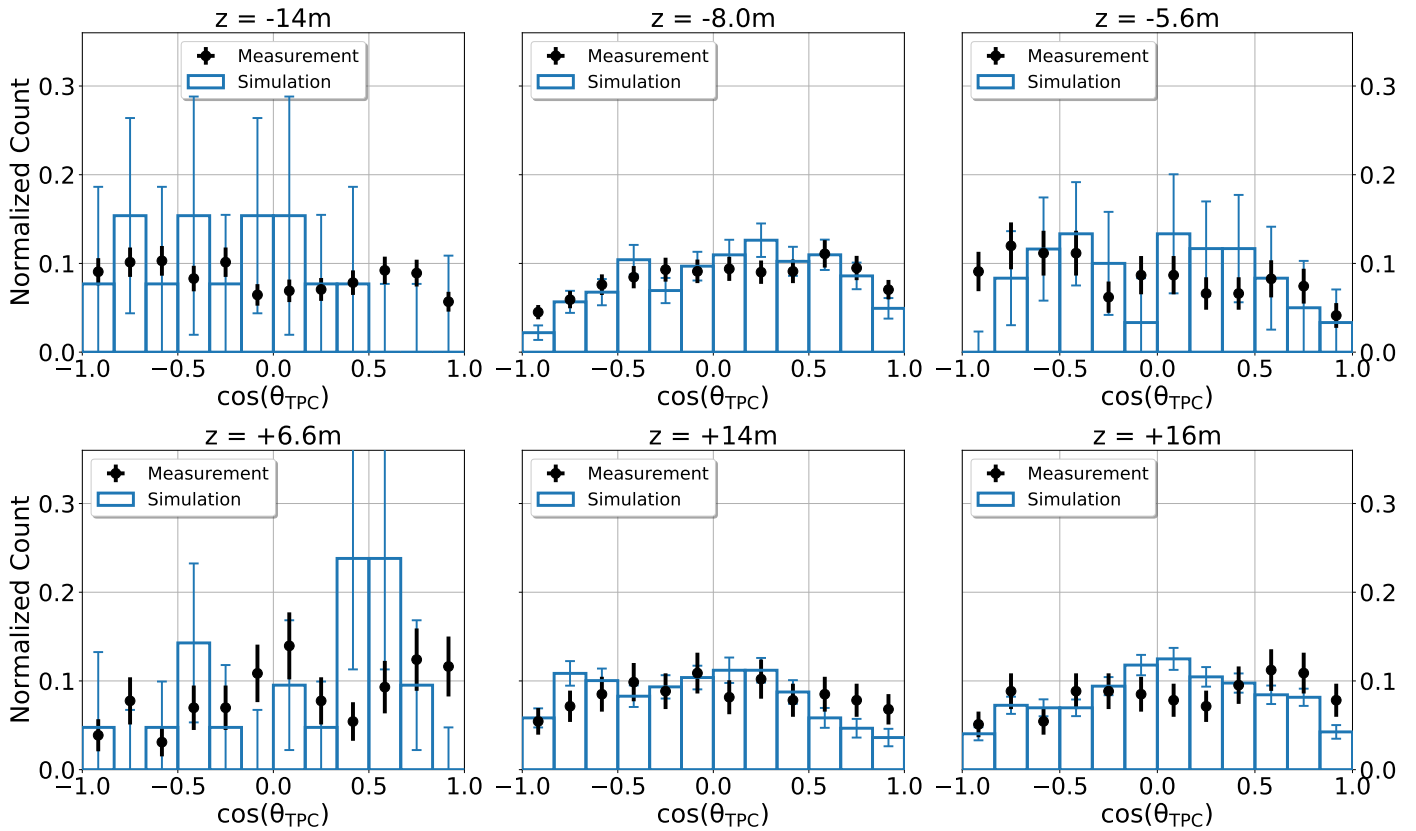 z = -14m
z = -8.0m
z = -5.6m
Measurement
Simulation
Measurement
Simulation
Measurement
Simulation
Normalized Count
0.3
0.2
0.1
0.0
0.3
0.2
0.1
0.0
−1.0 −0.5 0.0 0.5 1.0
−1.0 −0.5 0.0 0.5 1.0
−1.0 −0.5 0.0 0.5 1.0
cos(θTPC)
cos(θTPC)
cos(θTPC)
z = +6.6m
z = +14m
z = +16m
Measurement
Simulation
Measurement
Simulation
Measurement
Simulation
Normalized Count
0.3
0.2
0.1
0.0
0.3
0.2
0.1
0.0
−1.0 −0.5 0.0 0.5 1.0
−1.0 −0.5 0.0 0.5 1.0
−1.0 −0.5 0.0 0.5 1.0
cos(θTPC)
cos(θTPC)
cos(θTPC)